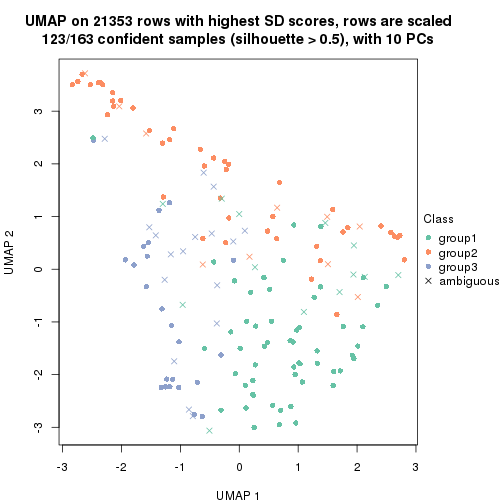 UMAP on 21353 rows with highest SD scores, rows are scaled
123/163 confident samples (silhouette > 0.5), with 10 PCs
3
2
1
0
-1
-2
-3
UMAP 2
-3 -2 -1 0 1 2 3
UMAP 1
Class
group1
group2
group3
ambiguous